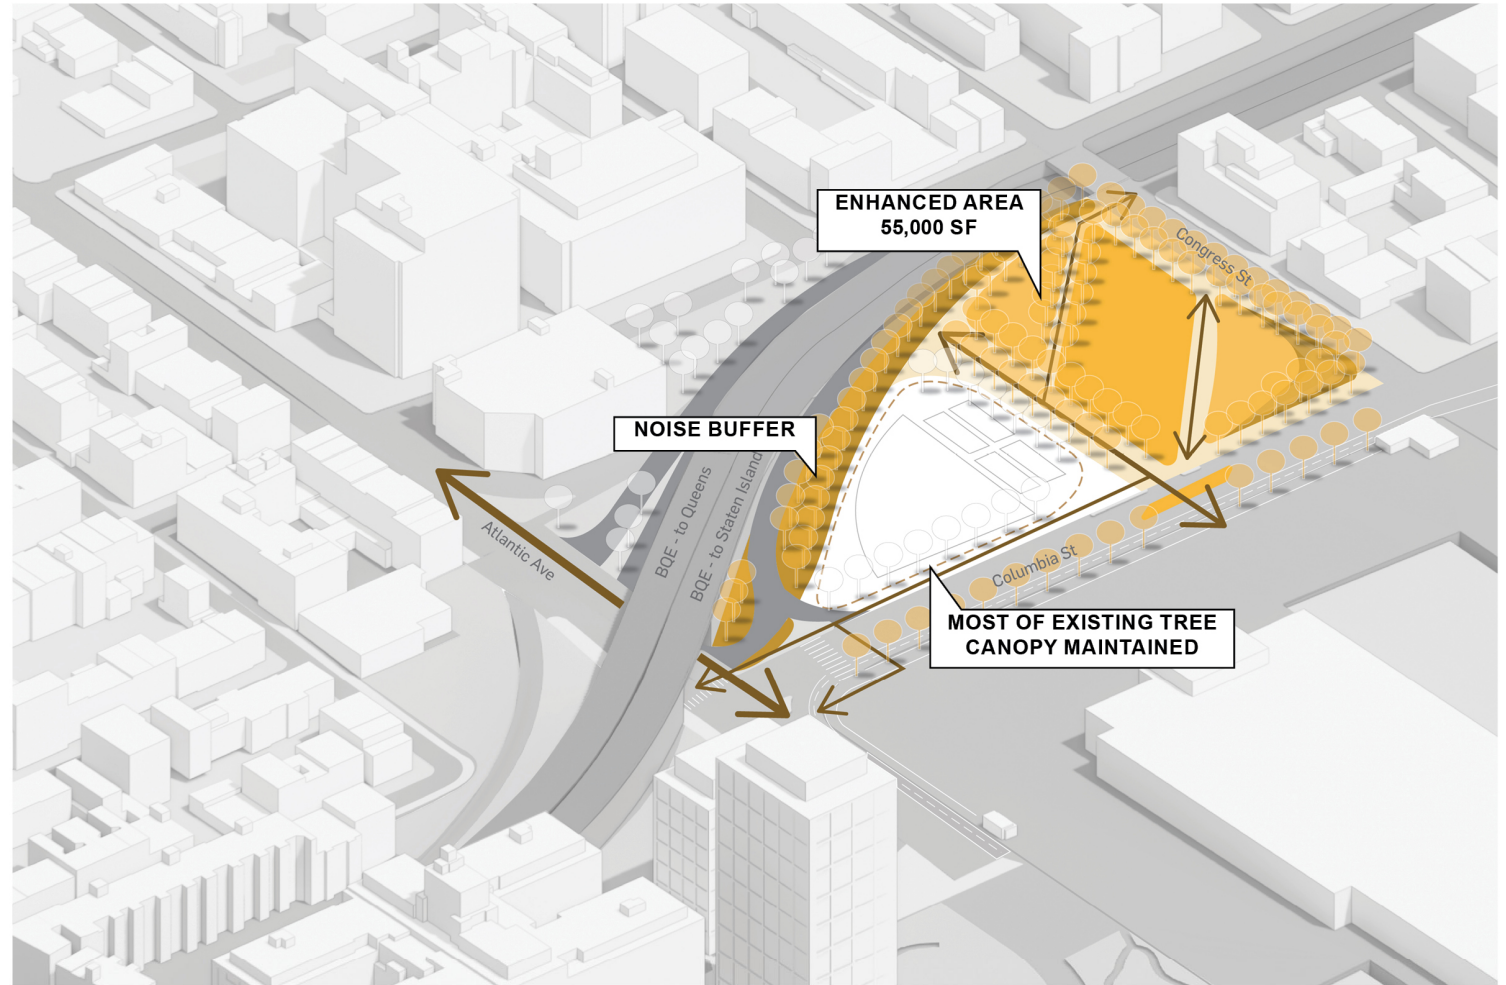 ENHANCED AREA
55,000 SF
Congress St
NOISE BUFFER
BQE - to Queens
BQE - to Staten Island
Atlantic Ave
Columbia St
MOST OF EXISTING TREE
CANOPY MAINTAINED